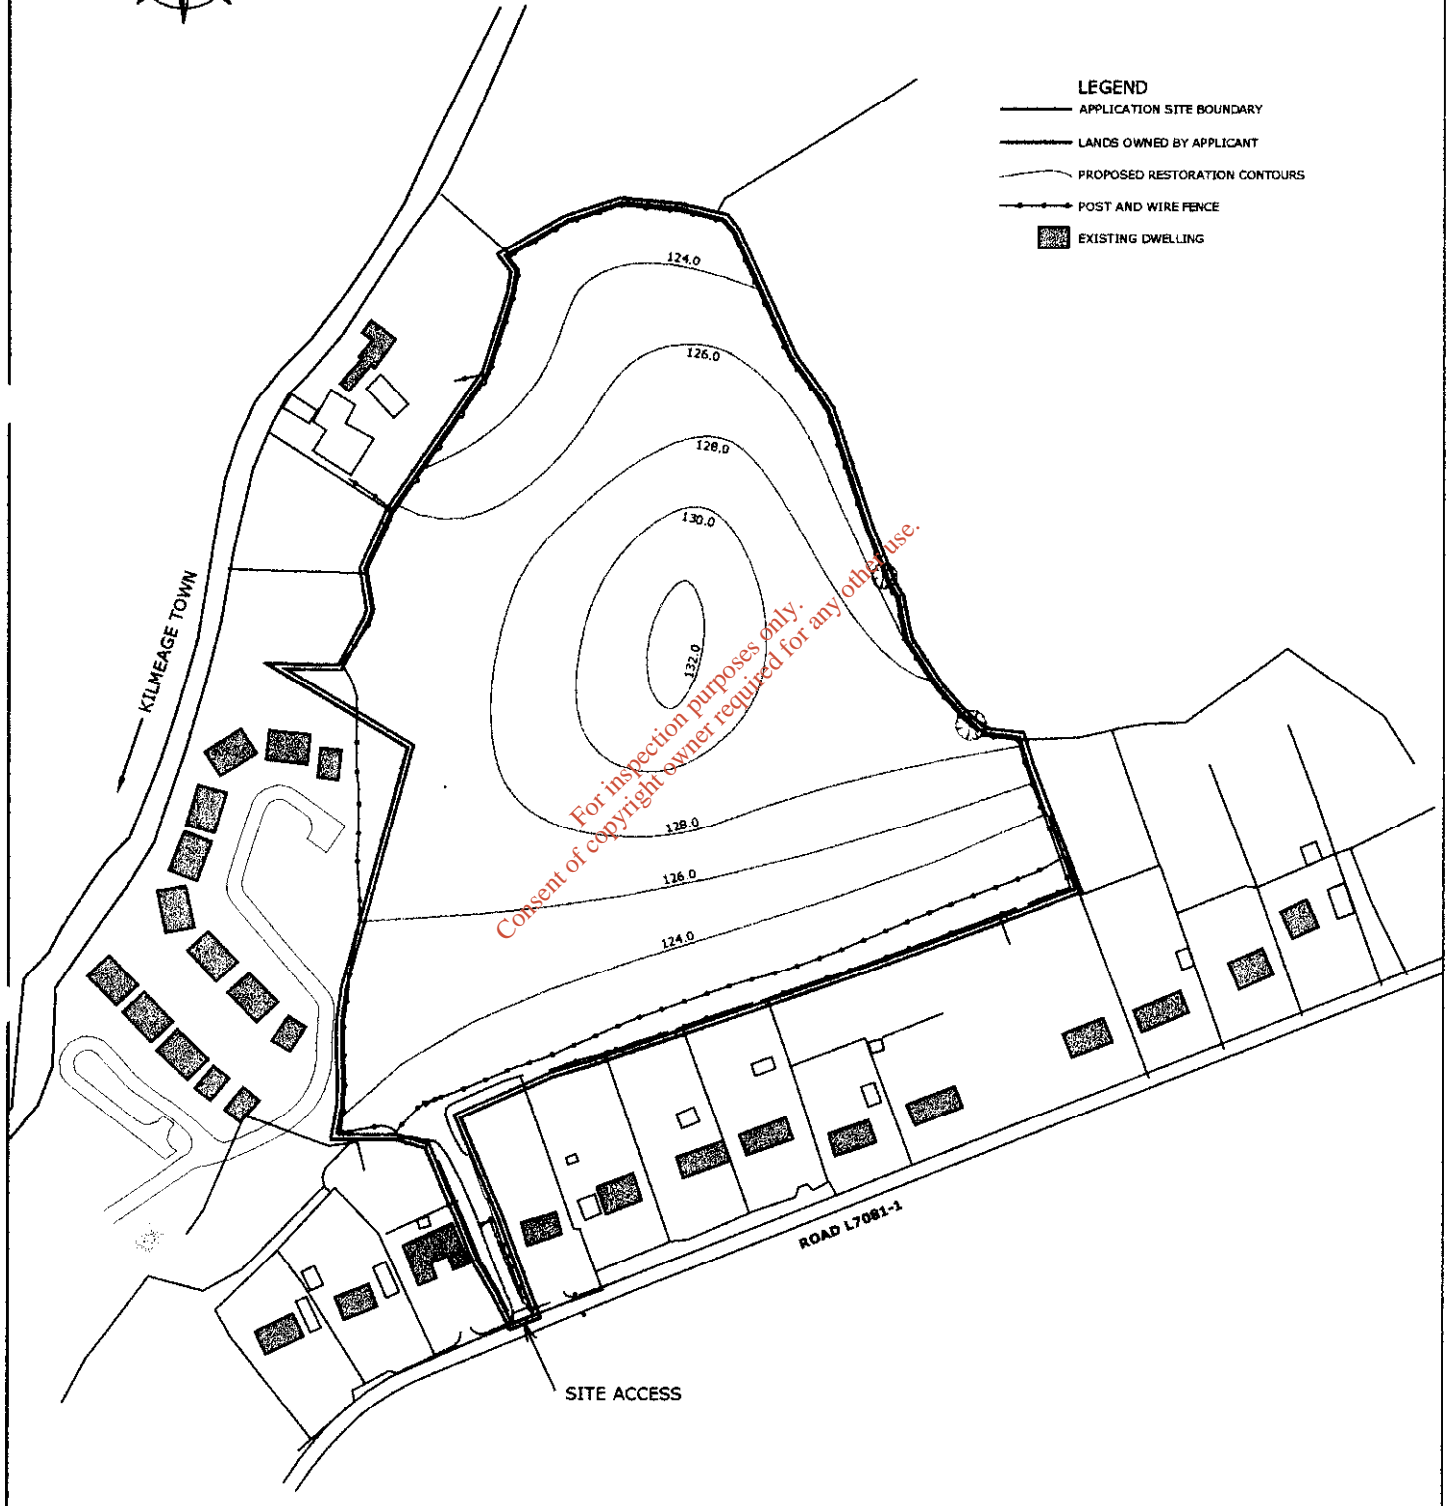 LEGEND
APPLICATION SITE BOUNDARY
LANDS OWNED BY APPLICANT
PROPOSED RESTORATION CONTOURS
POST AND WIRE FENCE
EXISTING DWELLING
124.0
126.0
128.0
130.0
132.0
For inspection purposes only.
Consent of copyright owner required for any other use.
KILMEAGE TOWN
128.0
126.0
124.0
ROAD L7081-1
SITE ACCESS